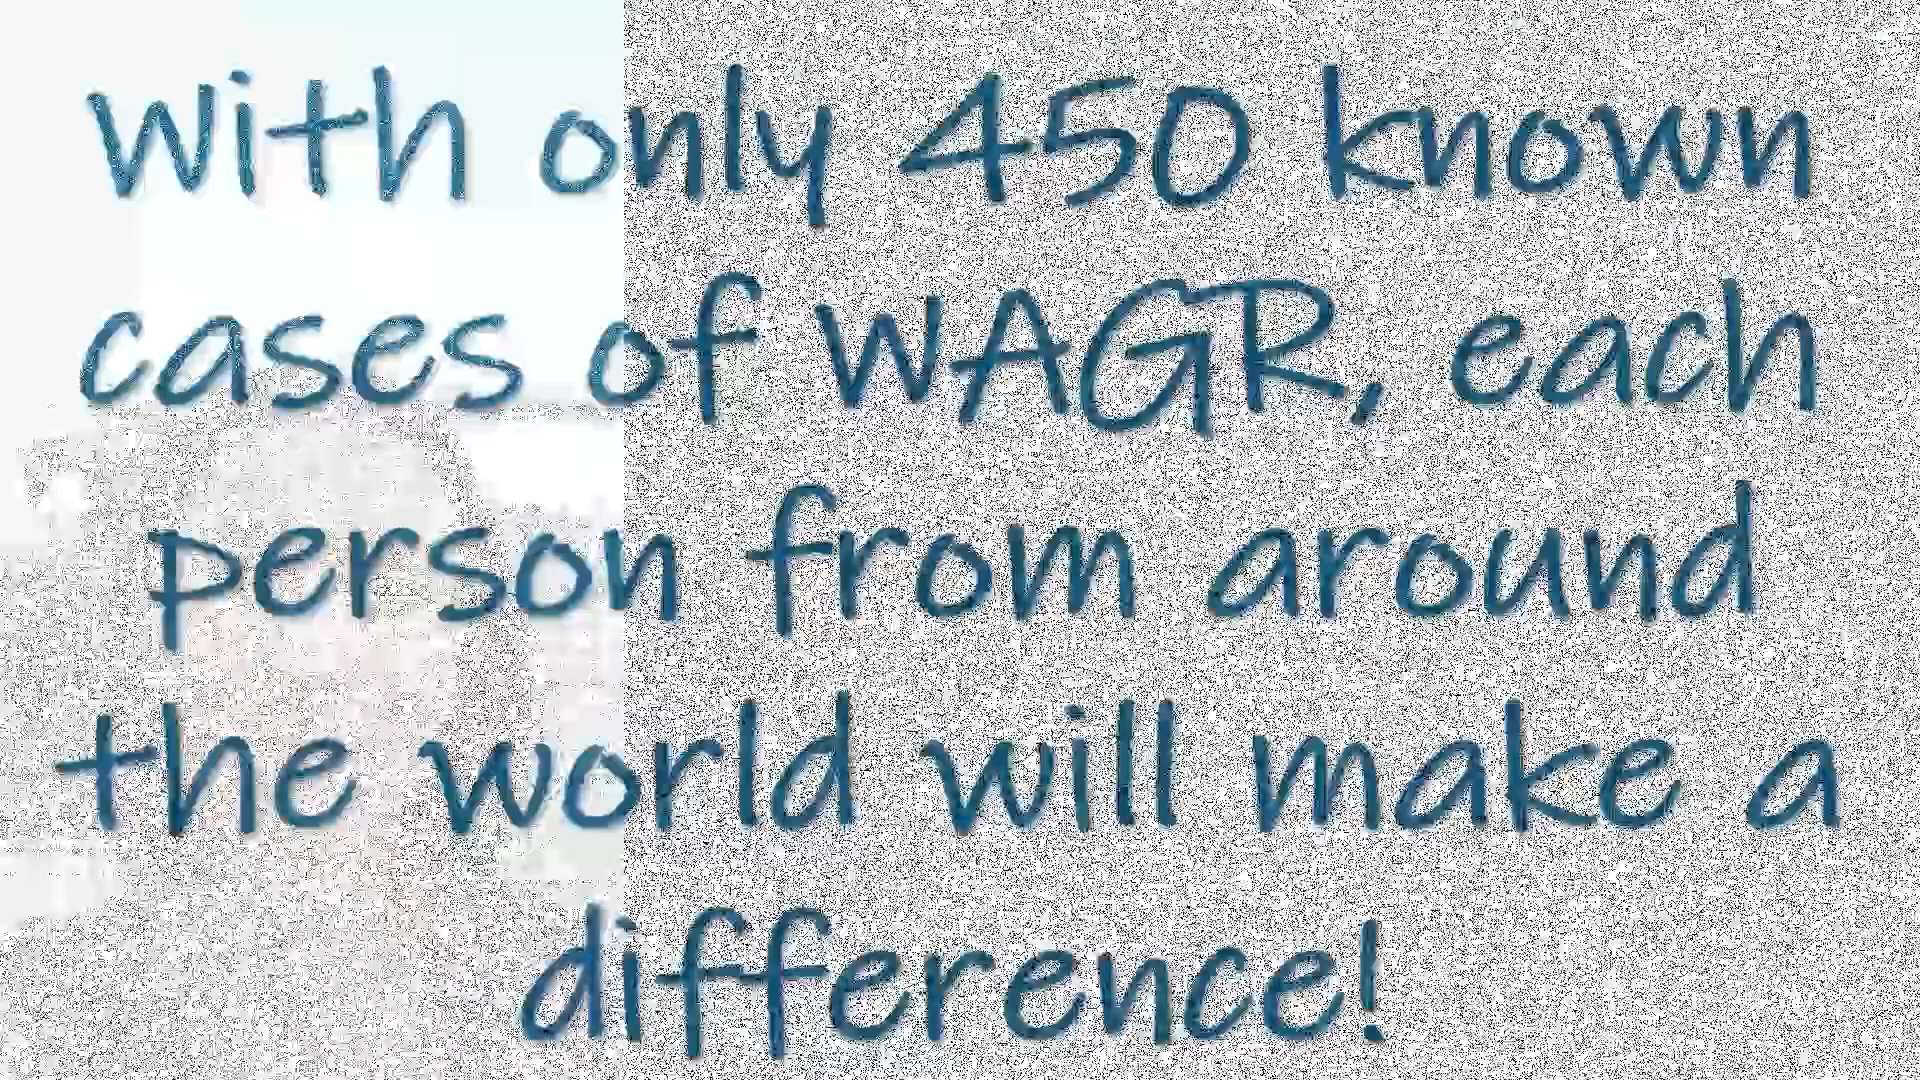 With only 450 known
cases of WAGR, each
person from around
the world will make a
difference!